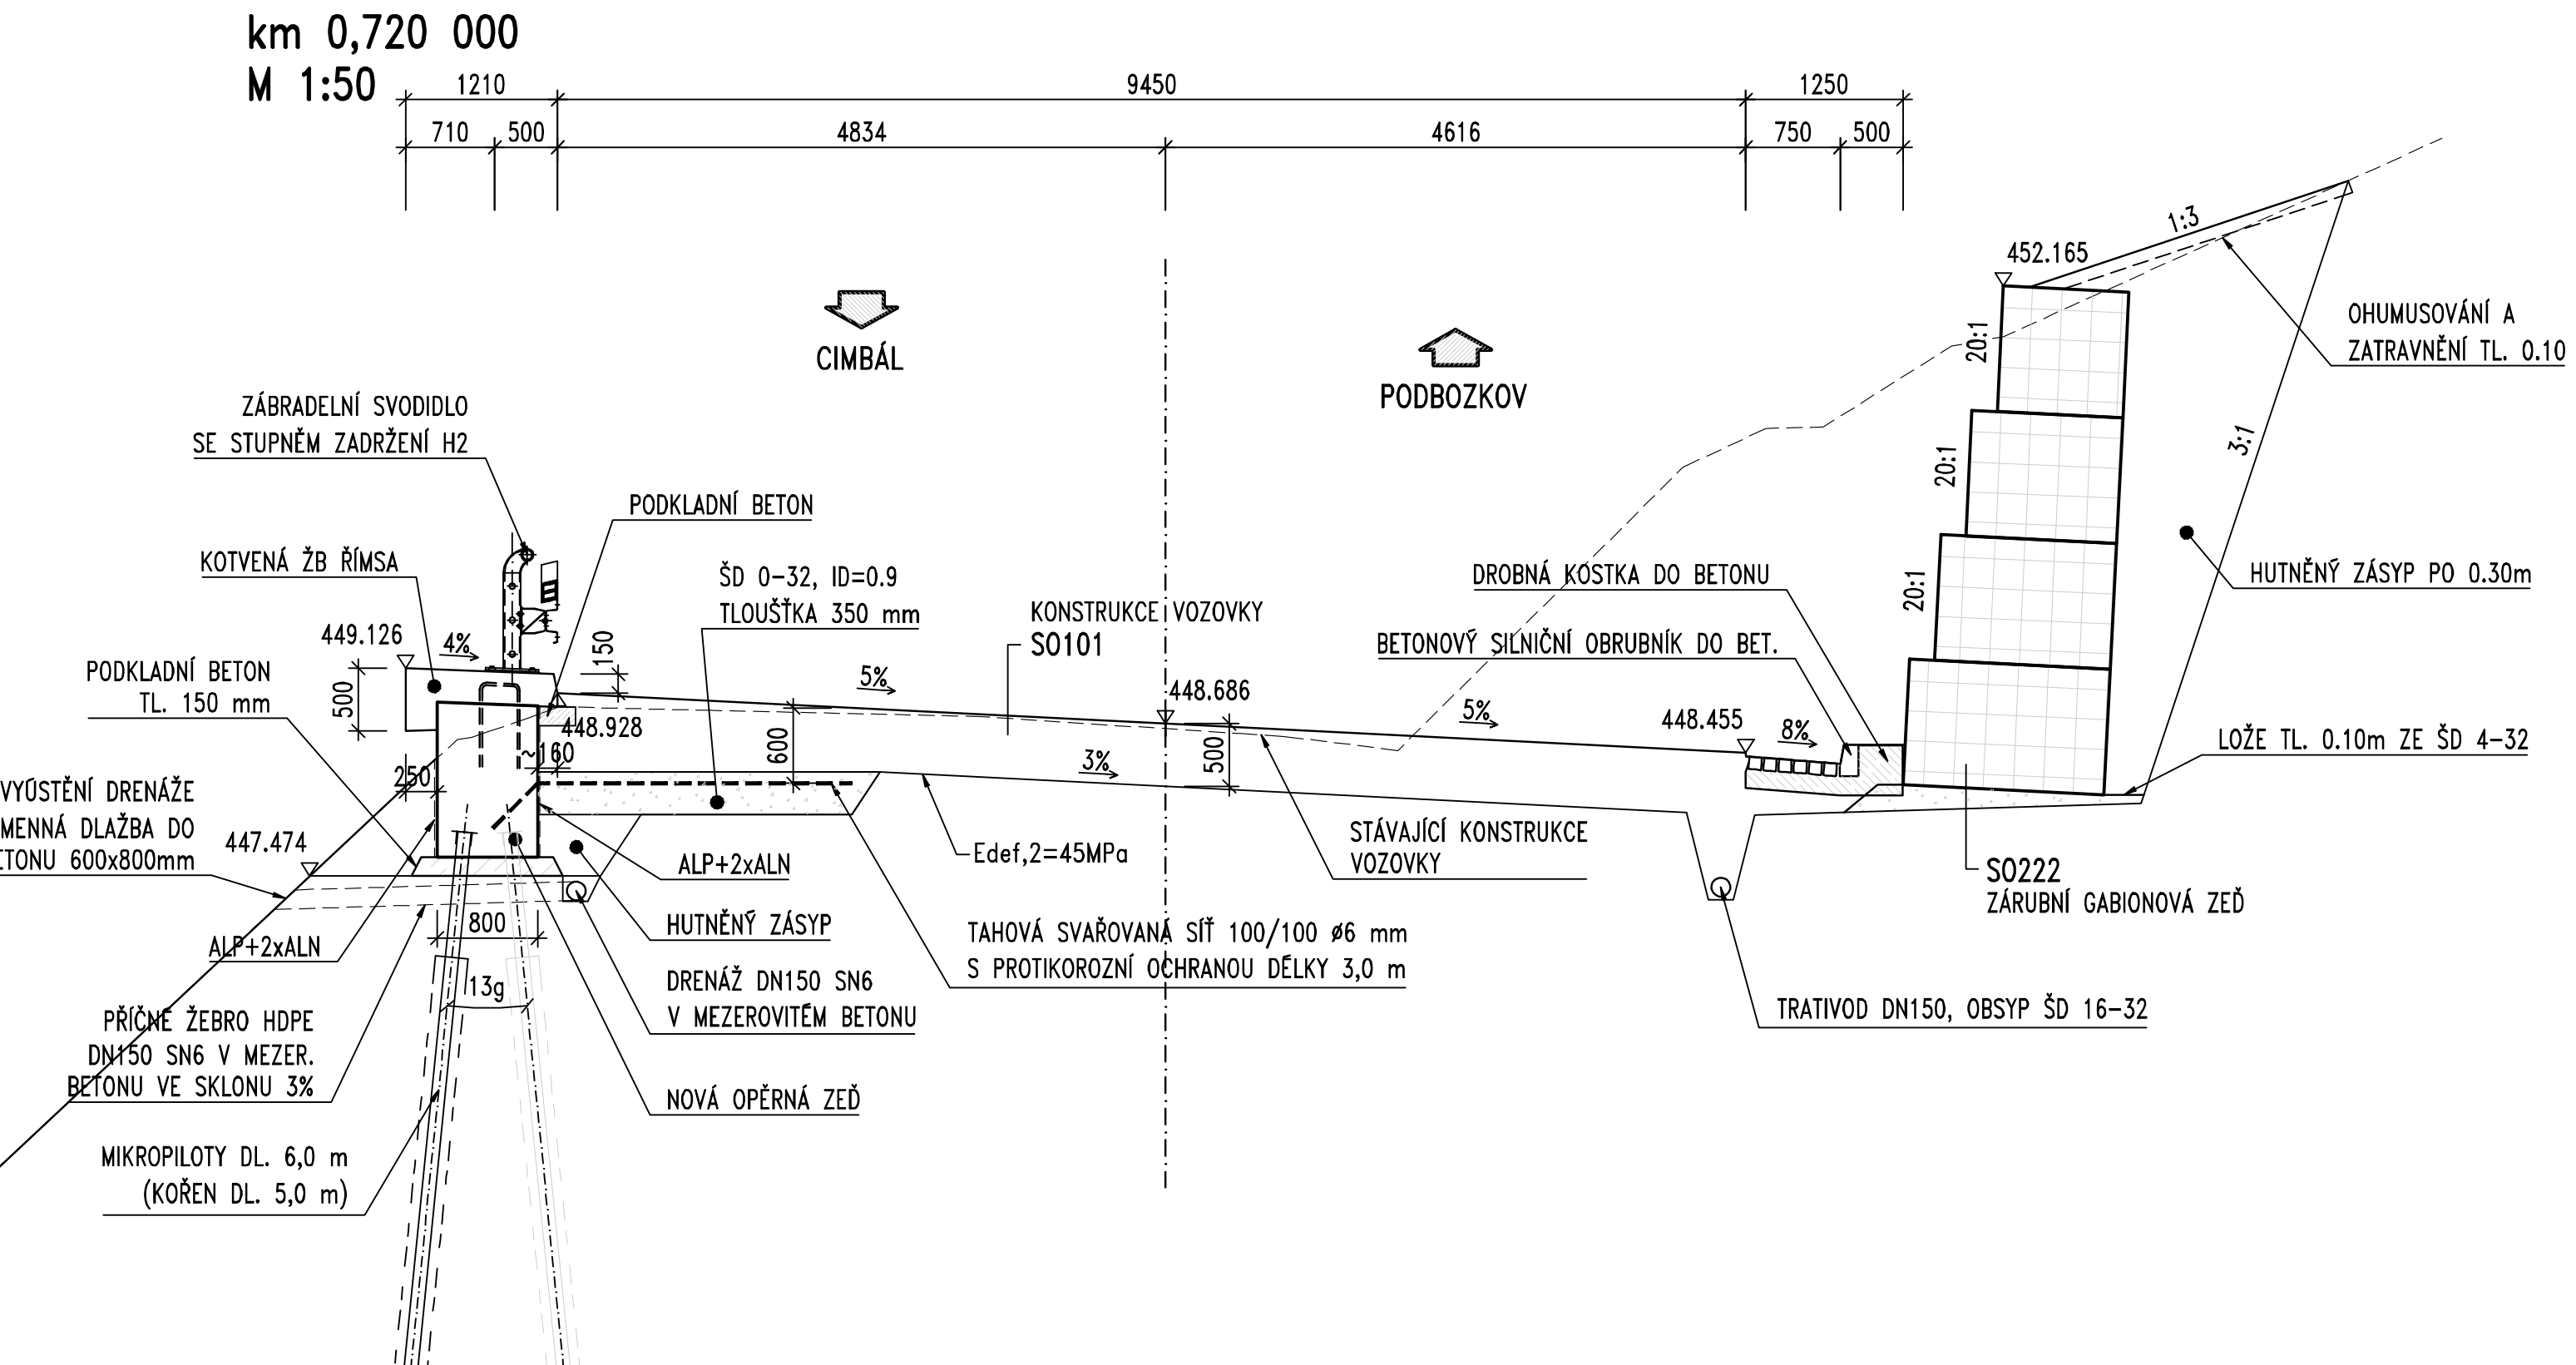 km 0,720 000
M 1:50
1210
9450
1250
710
500
4834
4616
750
500
1:3
452.165
OHUMUSOVÁNÍ A
ZATRAVNĚNÍ TL. 0.10
20:1
CIMBÁL
PODBOZKOV
ZÁBRADELNÍ SVODIDLO
SE STUPNĚM ZADRŽENÍ H2
20:1
3:1
PODKLADNÍ BETON
KOTVENÁ ŽB ŘÍMSA
ŠD 0-32, ID=0.9
TLOUŠŤKA 350 mm
KONSTRUKCE VOZOVKY
SO101
DROBNÁ KOSTKA DO BETONU
HUTNĚNÝ ZÁSYP PO 0.30m
20:1
BETONOVÝ SILNIČNÍ OBRUBNÍK DO BET.
449.126
4%
150
PODKLADNÍ BETON
TL. 150 mm
500
5%
448.686
5%
448.455
8%
448.928
~160
600
500
3%
LOŽE TL. 0.10m ZE ŠD 4-32
250
VYÚSTĚNÍ DRENÁŽE
MENNÁ DLAŽBA DO
ETONU 600x800mm
447.474
STÁVAJÍCÍ KONSTRUKCE
VOZOVKY
Edef,2=45MPa
ALP+2xALN
SO222
ZÁRUBNÍ GABIONOVÁ ZEĎ
800
HUTNĚNÝ ZÁSYP
ALP+2xALN
TAHOVÁ SVAŘOVANÁ SÍŤ 100/100 ø6 mm
S PROTIKOROZNÍ OCHRANOU DÉLKY 3,0 m
13g
DRENÁŽ DN150 SN6
V MEZEROVITÉM BETONU
TRATIVOD DN150, OBSYP ŠD 16-32
PŘÍČNÉ ŽEBRO HDPE
DN150 SN6 V MEZER.
BETONU VE SKLONU 3%
NOVÁ OPĚRNÁ ZEĎ
MIKROPILOTY DL. 6,0 m
(KOŘEN DL. 5,0 m)